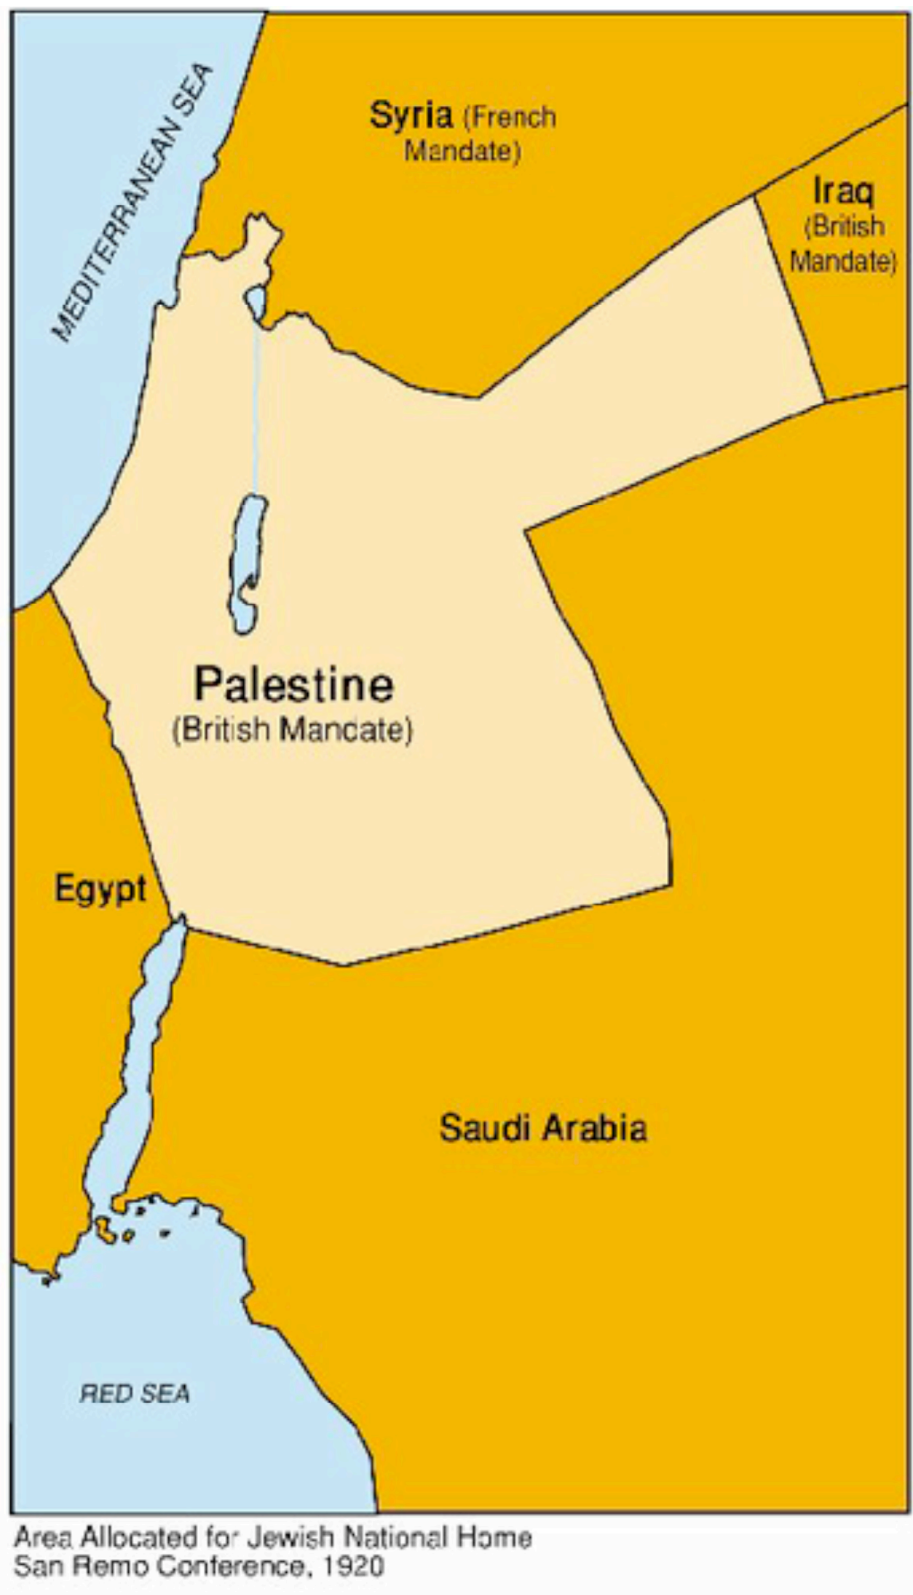 MEDITERRANEAN SEA
Syria (French
Mandate)
Iraq
(British
Mandate)
Palestine
(British Mandate)
Egypt
Saudi Arabia
RED SEA
Area Allocated for Jewish National Home
San Remo Conference, 1920